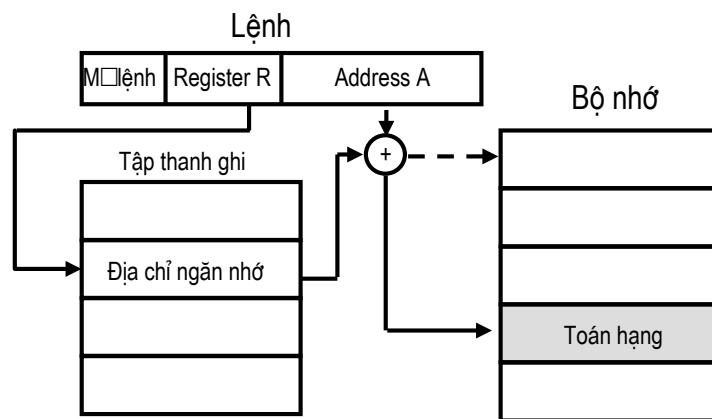 Lệnh
M□lệnh Register R Address A
Bộ nhớ
Tập thanh ghi
+
Địa chỉ ngăn nhớ
Toán hạng